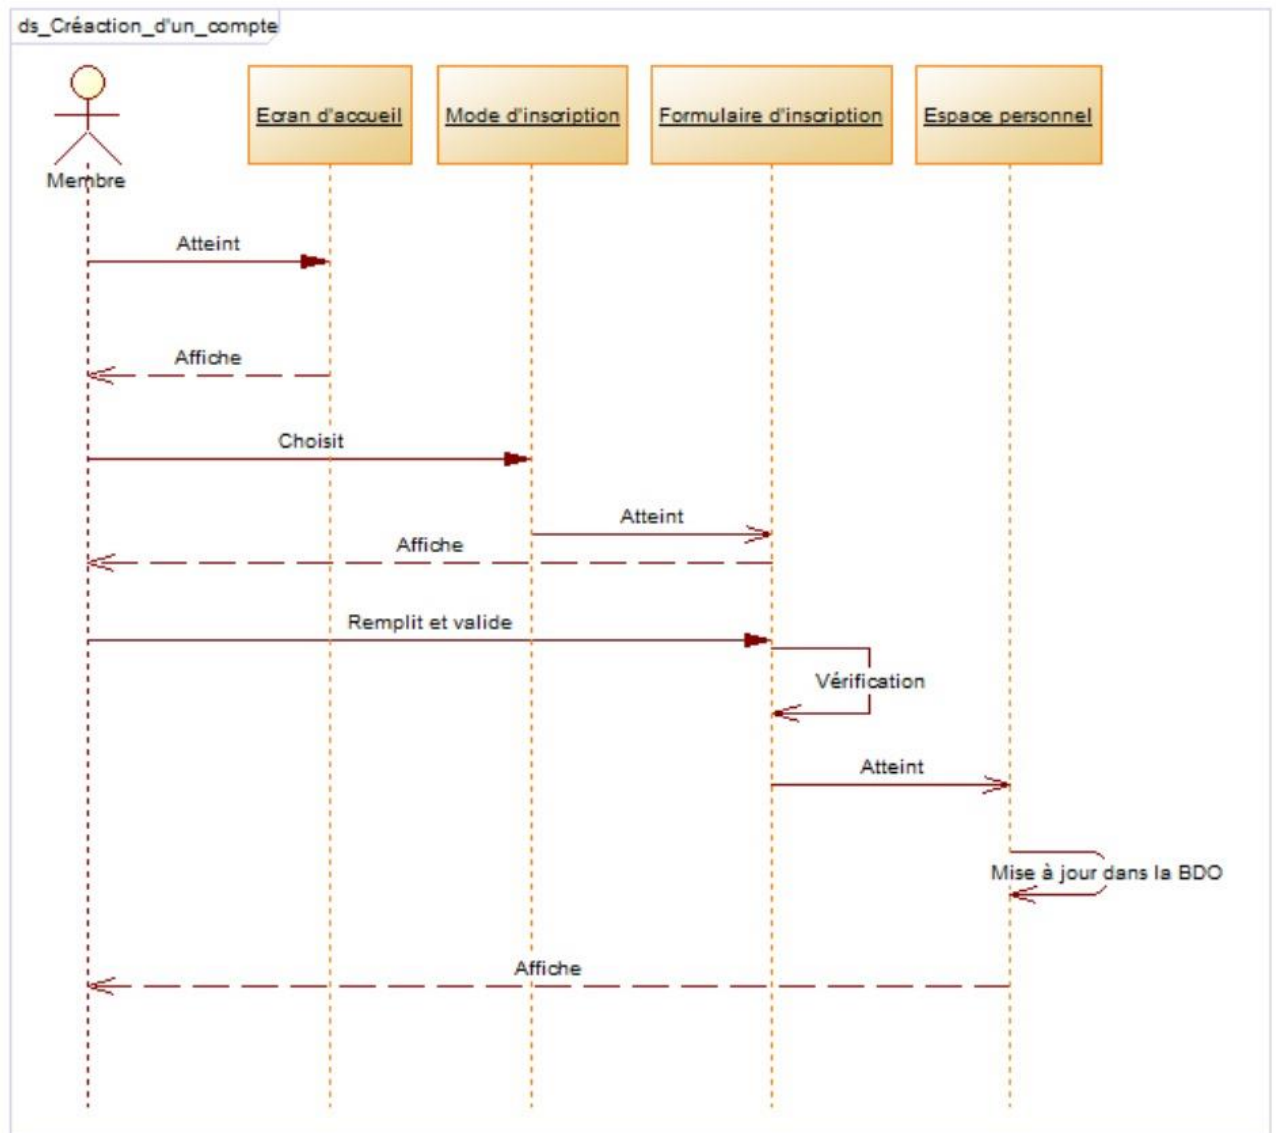 ds_Créaction_d'un_compte
Ecran d'accueil
Mode d'inscription
Formulaire d'inscription
Espace personnel
Membre
Atteint
Affiche
Choisit
Atteint
Affiche
Remplit et valide
Vérification
Atteint
Mise à jour dans la BDO
Affiche